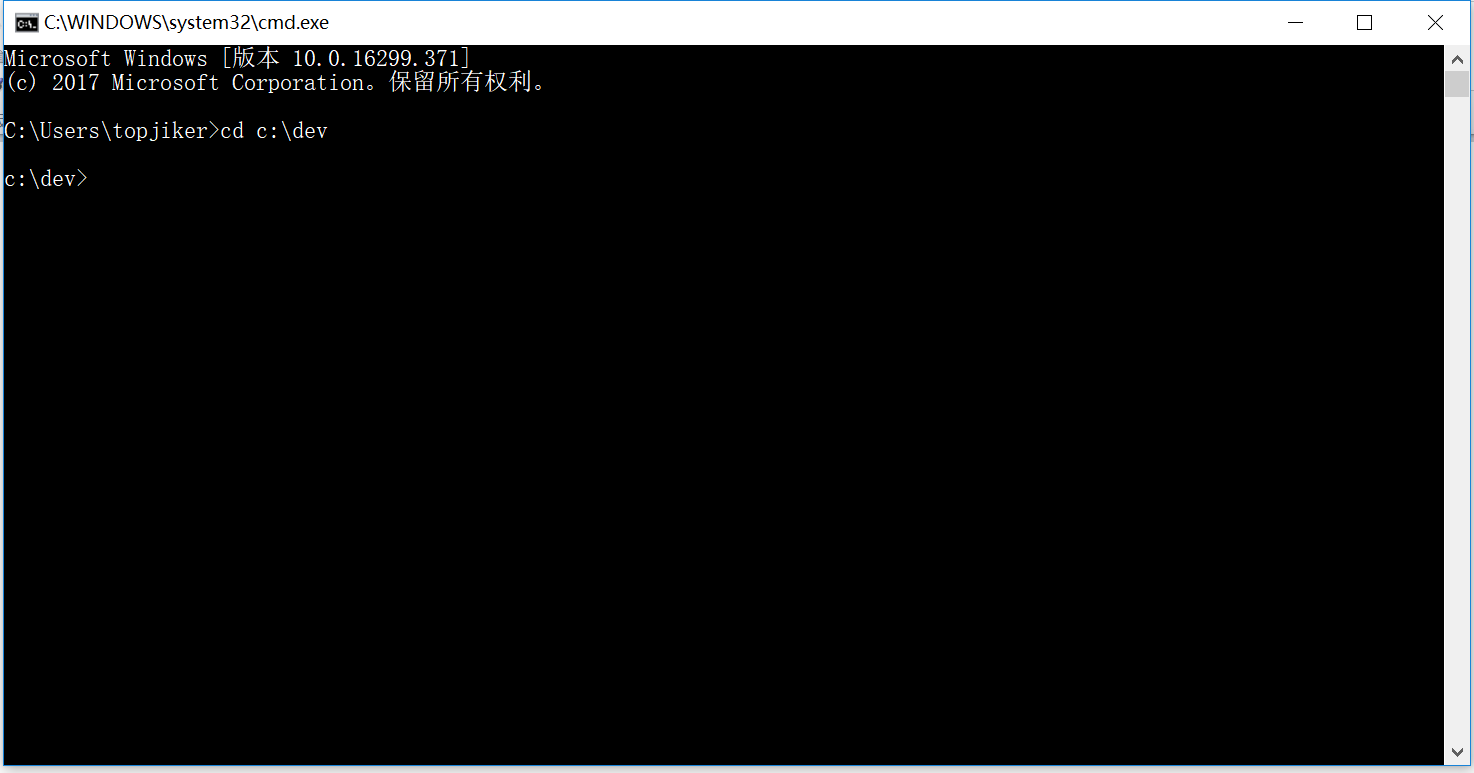 C:\WINDOWS\system32\cmd.exe
Microsoft Windows [版本 10.0.16299.371]
(c) 2017 Microsoft Corporation。保留所有权利。
C:\Users\topjiker>cd c:\dev
c:\dev>